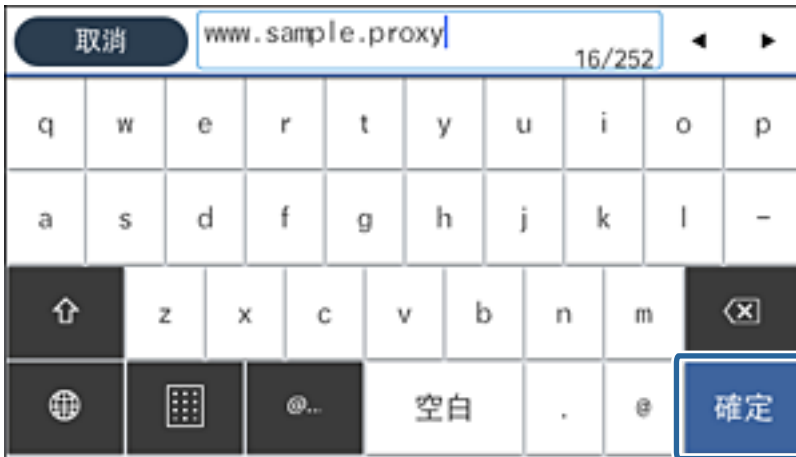 取消 www.sample.proxy
16/252
q w e r t y u i o p
a s d f g h j k l -
z x c v b n m
@... 空白 . @ 確定